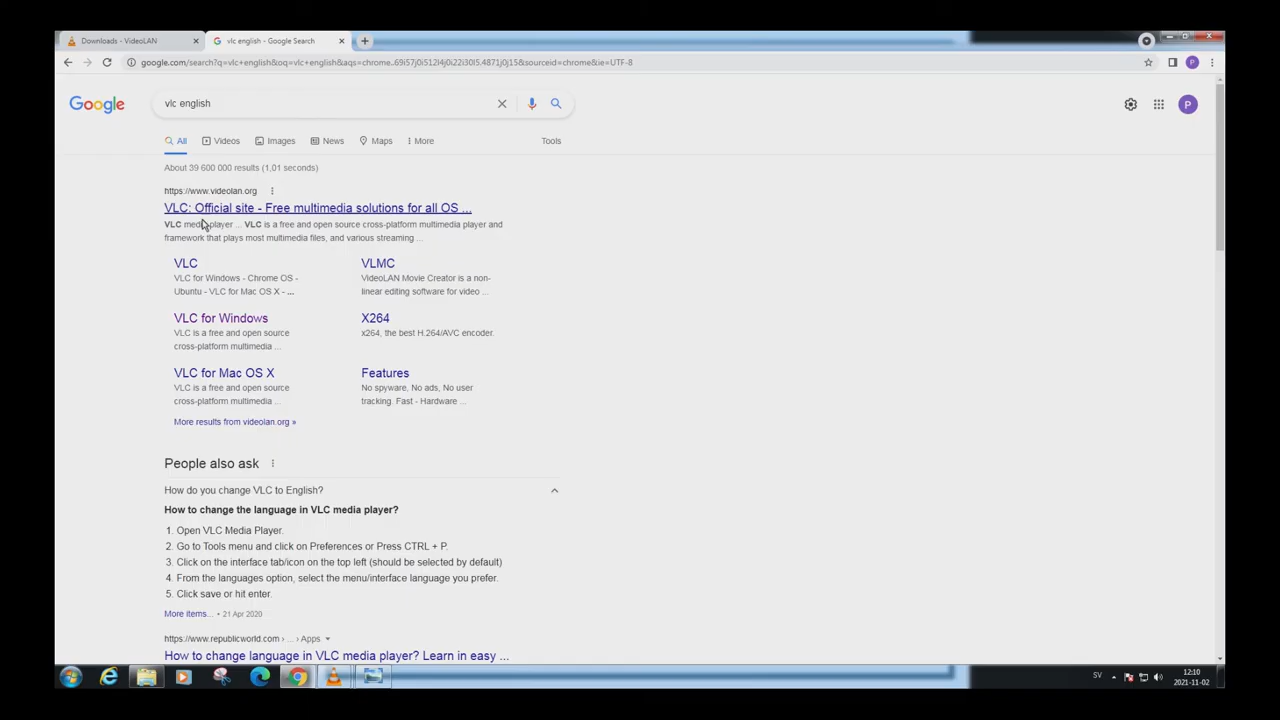 Downloads - VideoLAN
vlc english - Google Search
google.com/search?q=vlc+english&oq=vlc+english&aqs=chrome..69i57j0i512l4j0i22i30l5.4871j0j15&sourceid=chrome&ie=UTF-8
P
Google
vlc english
P
All
Videos
Images
News
Maps
More
Tools
About 39 600 000 results (1,01 seconds)
https://www.videolan.org
VLC: Official site - Free multimedia solutions for all OS ...
VLC media player ... VLC is a free and open source cross-platform multimedia player and
framework that plays most multimedia files, and various streaming ...
VLC
VLC for Windows - Chrome OS -
Ubuntu - VLC for Mac OS X - ...
VLMC
VideoLAN Movie Creator is a non-
linear editing software for video ...
VLC for Windows
VLC is a free and open source
cross-platform multimedia ...
X264
x264, the best H.264/AVC encoder.
VLC for Mac OS X
VLC is a free and open source
cross-platform multimedia ...
Features
No spyware, No ads, No user
tracking. Fast - Hardware ...
More results from videolan.org »
People also ask
How do you change VLC to English?
How to change the language in VLC media player?
1. Open VLC Media Player.
2. Go to Tools menu and click on Preferences or Press CTRL + P.
3. Click on the interface tab/icon on the top left (should be selected by default)
4. From the languages option, select the menu/interface language you prefer.
5. Click save or hit enter.
More items... • 21 Apr 2020
https://www.republicworld.com › ... › Apps
How to change language in VLC media player? Learn in easy ...
SV
12:10
2021-11-02